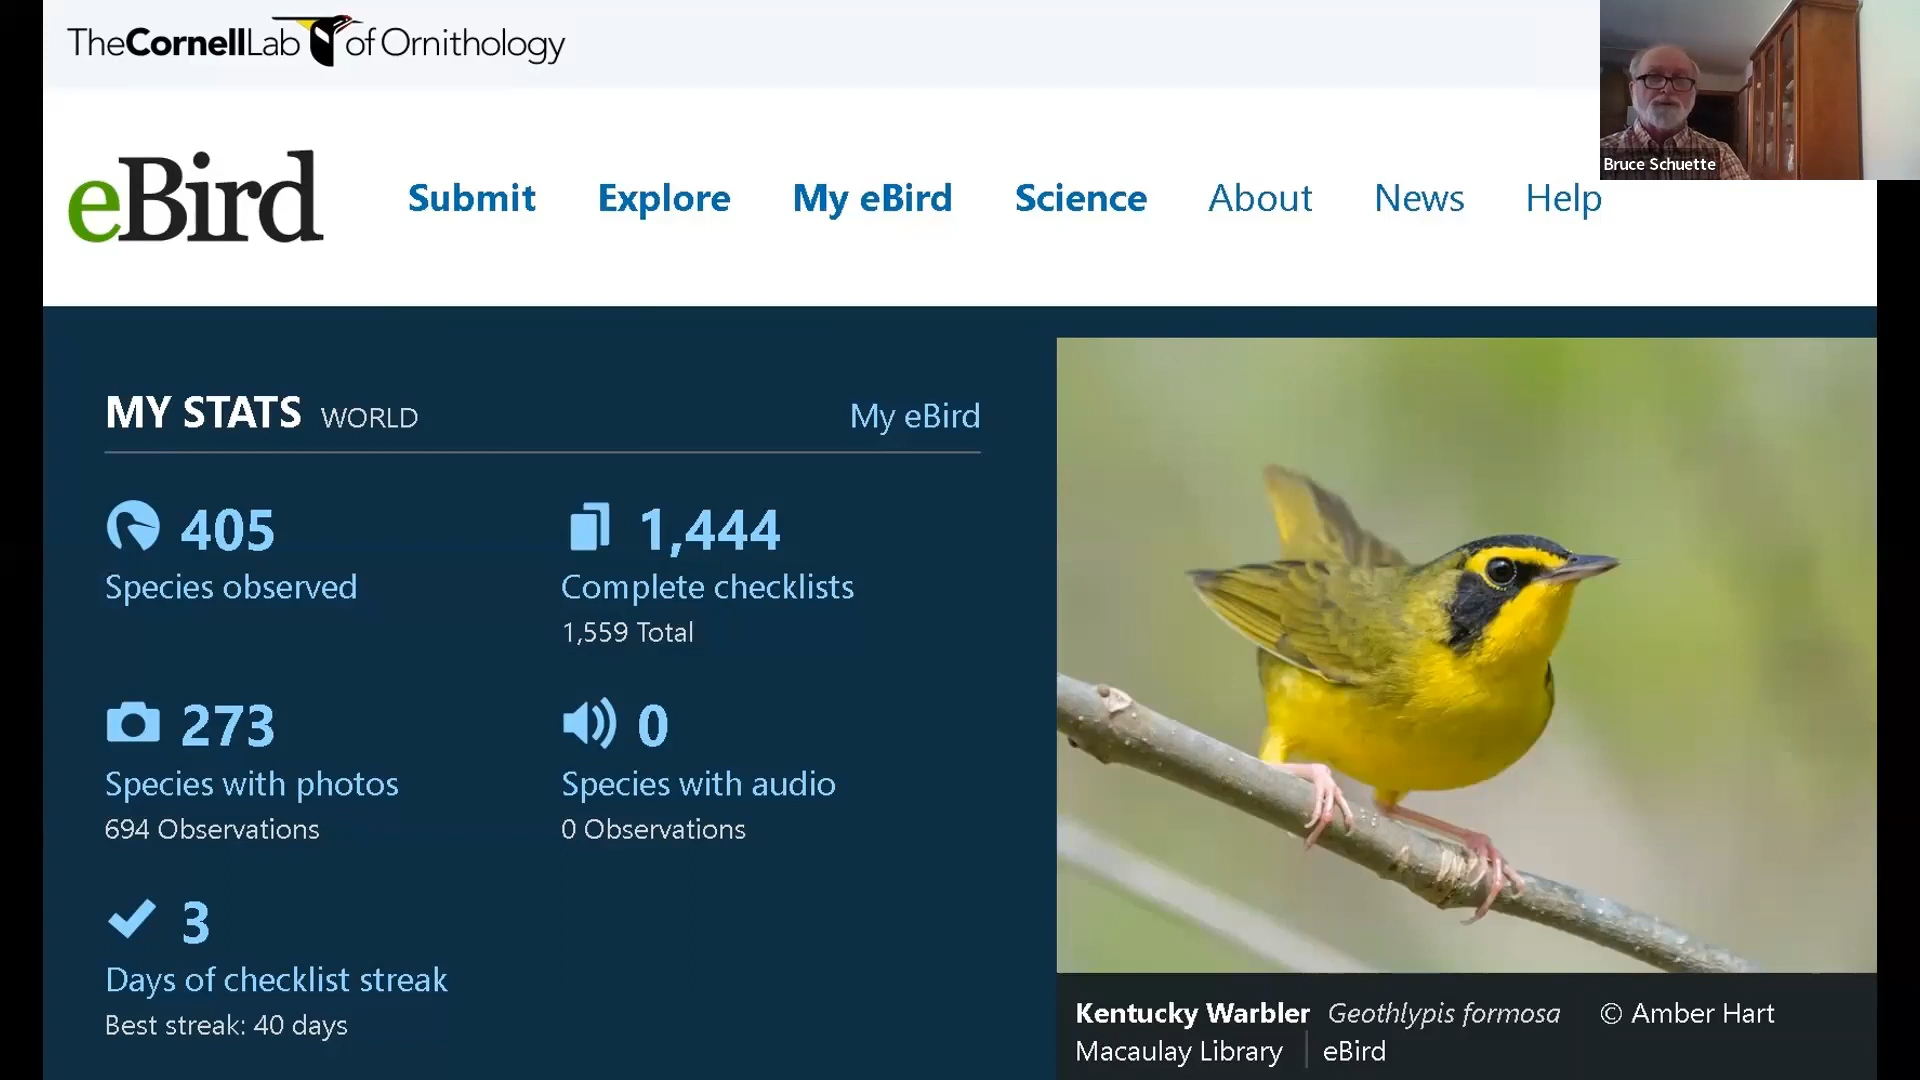 TheCornellLab of Ornithology
Bruce Schuette
eBird
Submit Explore My eBird Science About News Help
MY STATS WORLD My eBird
405
Species observed
1,444
Complete checklists
1,559 Total
273
Species with photos
694 Observations
0
Species with audio
0 Observations
3
Days of checklist streak
Best streak: 40 days
Kentucky Warbler Geothlypis formosa © Amber Hart
Macaulay Library | eBird